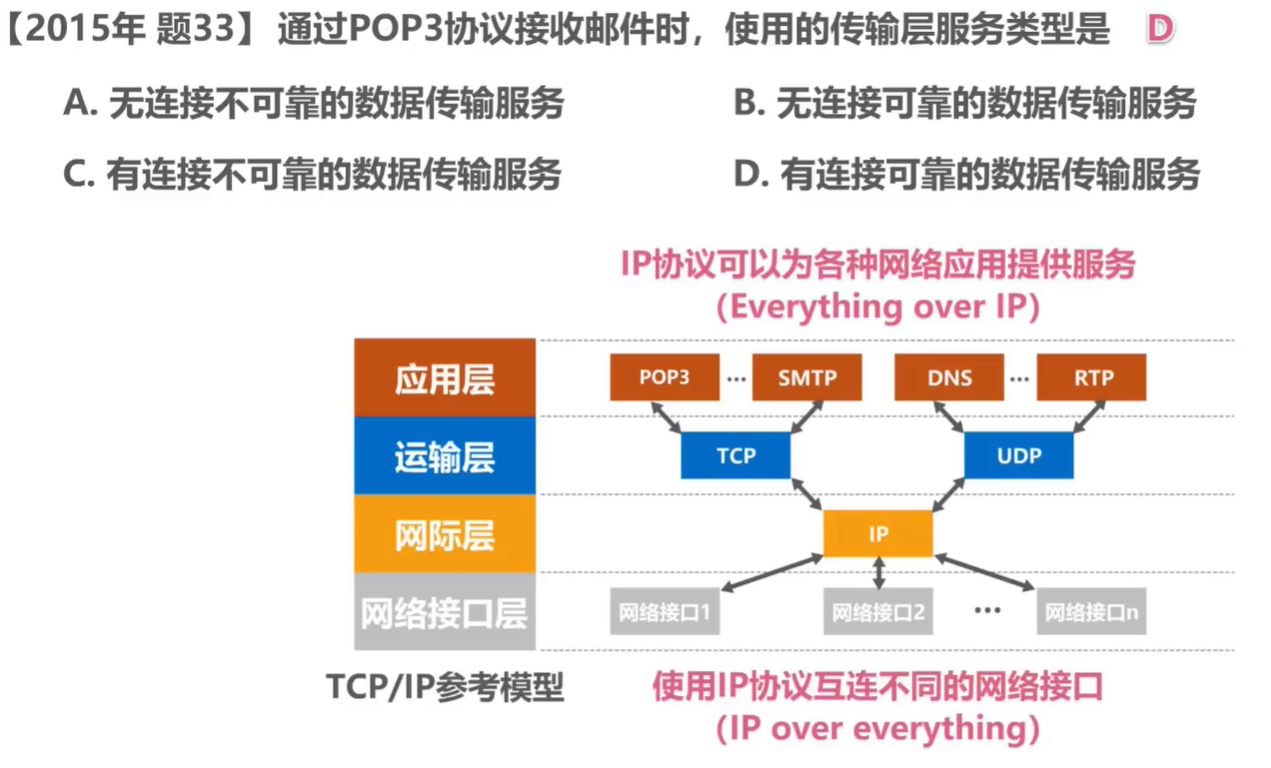 【2015年 题33】通过POP3协议接收邮件时，使用的传输层服务类型是 D
A. 无连接不可靠的数据传输服务
B. 无连接可靠的数据传输服务
C. 有连接不可靠的数据传输服务
D. 有连接可靠的数据传输服务
IP协议可以为各种网络应用提供服务
（Everything over IP）
应用层
POP3 ··· SMTP
DNS ··· RTP
运输层
TCP
UDP
网际层
IP
网络接口层
网络接口1
网络接口2
···
网络接口n
TCP/IP参考模型
使用IP协议互连不同的网络接口
（IP over everything）